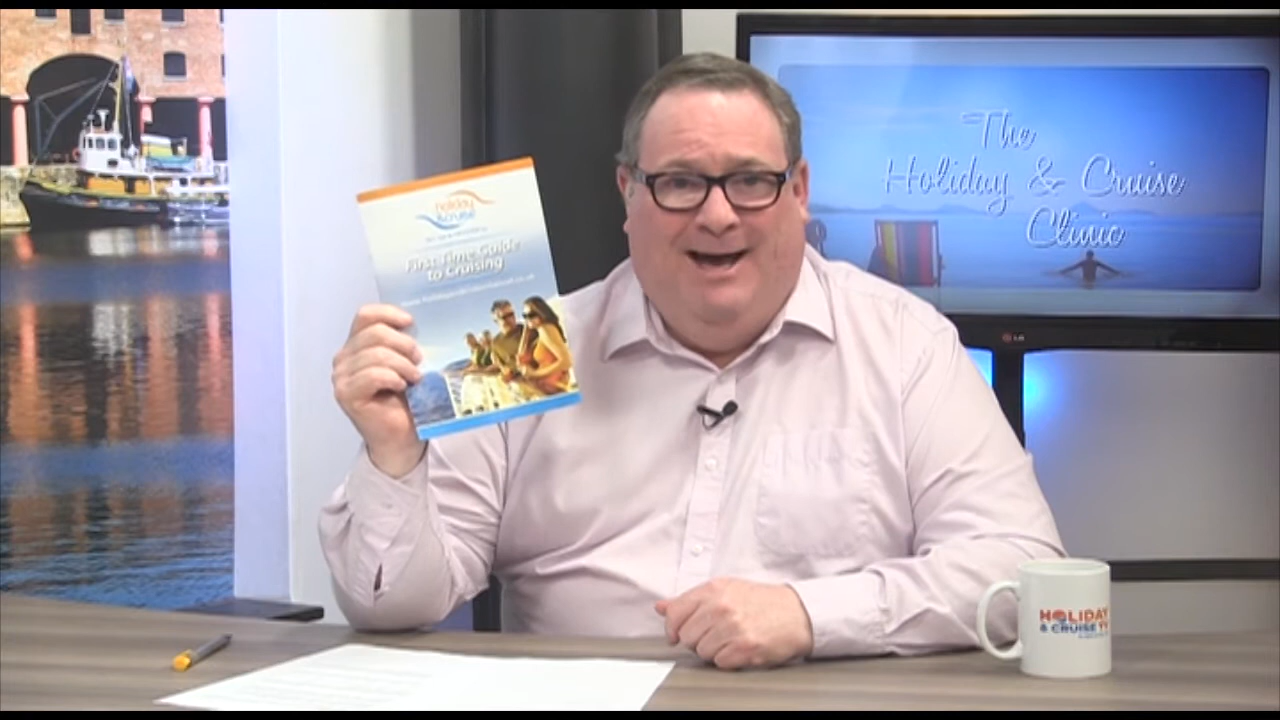 holiday
&cruise
First Time Guide
to Cruising
The
Holiday & Cruise
Clinic
LG
HOLIDAY
& CRUISE TV